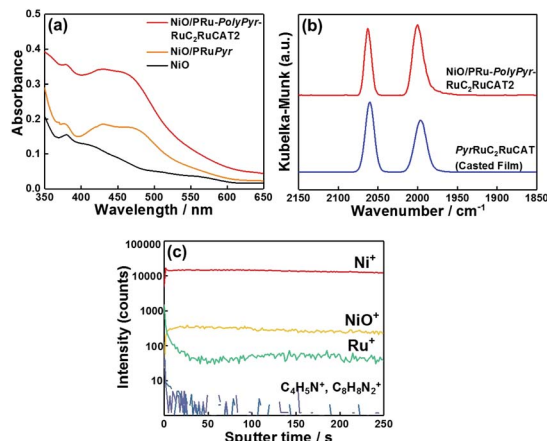 (a)
NiO/PRu-PolyPyr-
RuC₂RuCAT2
NiO/PRuPyr
NiO
Absorbance
0.4
0.3
0.2
0.1
0.0
350 400 450 500 550 600 650
Wavelength / nm
(b)
NiO/PRu-PolyPyr-
RuC₂RuCAT2
PyrRuC₂RuCAT
(Casted Film)
Kubelka-Munk (a.u.)
2150 2100 2050 2000 1950 1900 1850
Wavenumber / cm⁻¹
(c)
Ni⁺
NiO⁺
Ru⁺
C₄H₅N⁺, C₈H₈N₂⁺
Intensity (counts)
100000
10000
1000
100
10
0 50 100 150 200 250
Sputter time / s